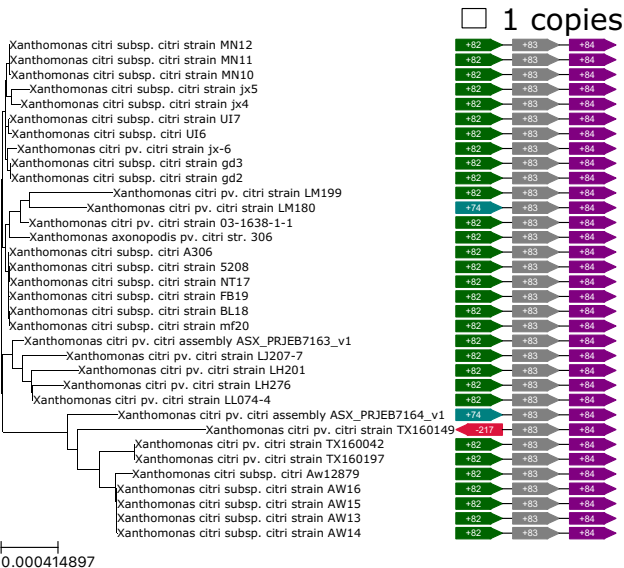 1 copies
Xanthomonas citri subsp. citri strain MN12 +82 +83 +84
Xanthomonas citri subsp. citri strain MN11 +82 +83 +84
Xanthomonas citri subsp. citri strain MN10 +82 +83 +84
Xanthomonas citri subsp. citri strain jx5 +82 +83 +84
Xanthomonas citri subsp. citri strain jx4 +82 +83 +84
Xanthomonas citri subsp. citri strain UI7 +82 +83 +84
Xanthomonas citri subsp. citri UI6 +82 +83 +84
Xanthomonas citri pv. citri strain jx-6 +82 +83 +84
Xanthomonas citri subsp. citri strain gd3 +82 +83 +84
Xanthomonas citri subsp. citri strain gd2 +82 +83 +84
Xanthomonas citri pv. citri strain LM199 +82 +83 +84
Xanthomonas citri pv. citri strain LM180 +74 +83 +84
Xanthomonas citri pv. citri strain 03-1638-1-1 +82 +83 +84
Xanthomonas axonopodis pv. citri str. 306 +82 +83 +84
Xanthomonas citri subsp. citri A306 +82 +83 +84
Xanthomonas citri subsp. citri strain 5208 +82 +83 +84
Xanthomonas citri subsp. citri strain NT17 +82 +83 +84
Xanthomonas citri subsp. citri strain FB19 +82 +83 +84
Xanthomonas citri subsp. citri strain BL18 +82 +83 +84
Xanthomonas citri subsp. citri strain mf20 +82 +83 +84
Xanthomonas citri pv. citri assembly ASX_PRJEB7163_v1 +82 +83 +84
Xanthomonas citri pv. citri strain LJ207-7 +82 +83 +84
Xanthomonas citri pv. citri strain LH201 +82 +83 +84
Xanthomonas citri pv. citri strain LH276 +82 +83 +84
Xanthomonas citri pv. citri strain LL074-4 +82 +83 +84
Xanthomonas citri pv. citri assembly ASX_PRJEB7164_v1 +74 +83 +84
Xanthomonas citri pv. citri strain TX160149 -217 +83 +84
Xanthomonas citri pv. citri strain TX160042 +82 +83 +84
Xanthomonas citri pv. citri strain TX160197 +82 +83 +84
Xanthomonas citri subsp. citri Aw12879 +82 +83 +84
Xanthomonas citri subsp. citri strain AW16 +82 +83 +84
Xanthomonas citri subsp. citri strain AW15 +82 +83 +84
Xanthomonas citri subsp. citri strain AW13 +82 +83 +84
Xanthomonas citri subsp. citri strain AW14 +82 +83 +84
0.000414897